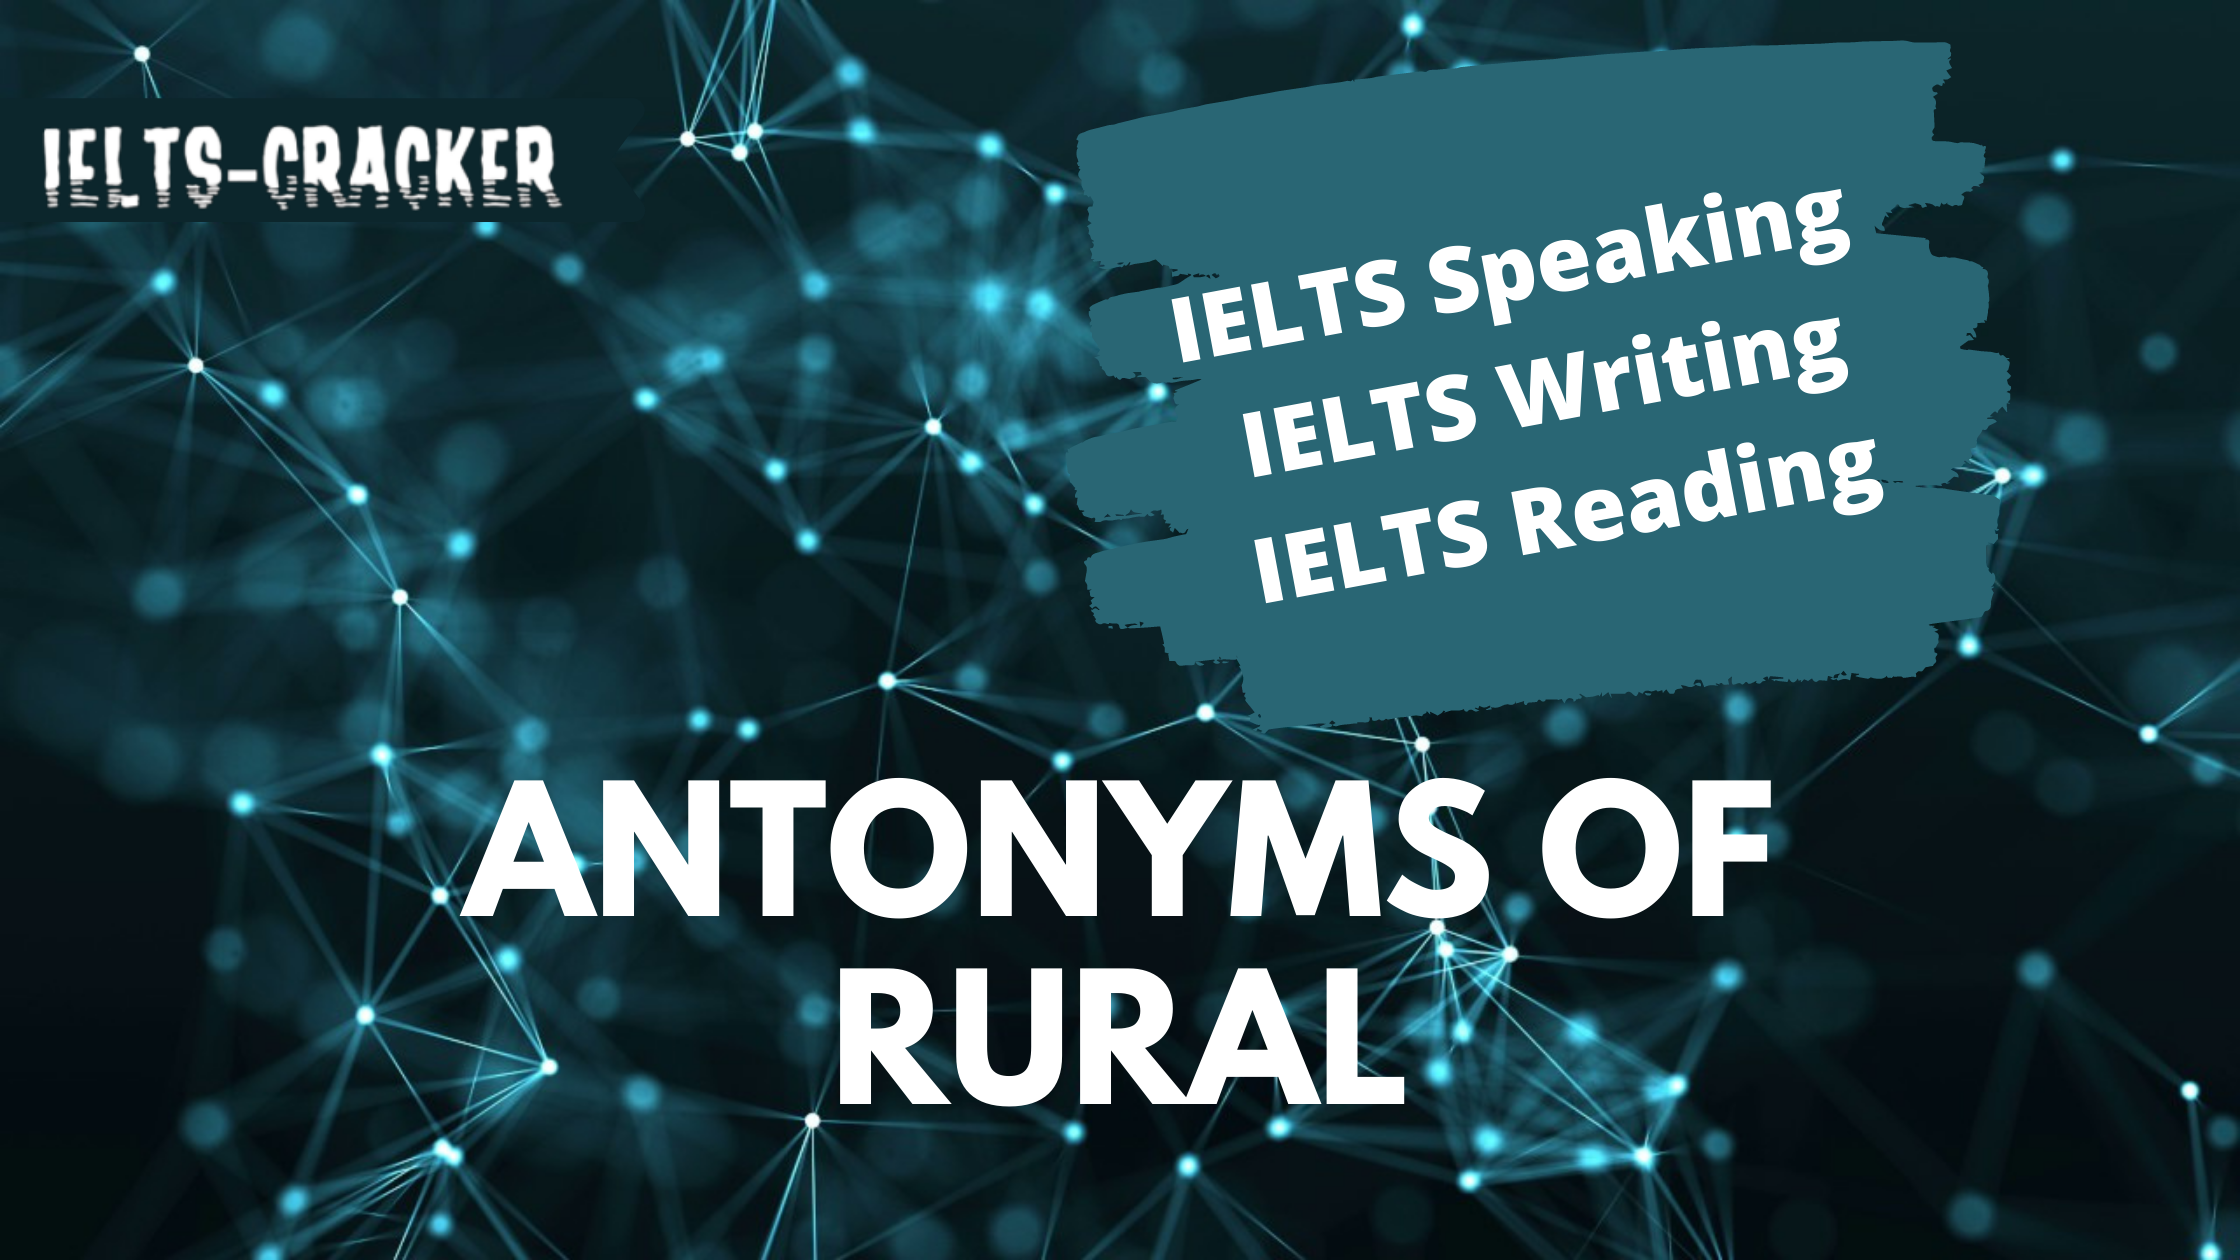 IELTS-CRACKER
IELTS Speaking
IELTS Writing
IELTS Reading
ANTONYMS OF
RURAL